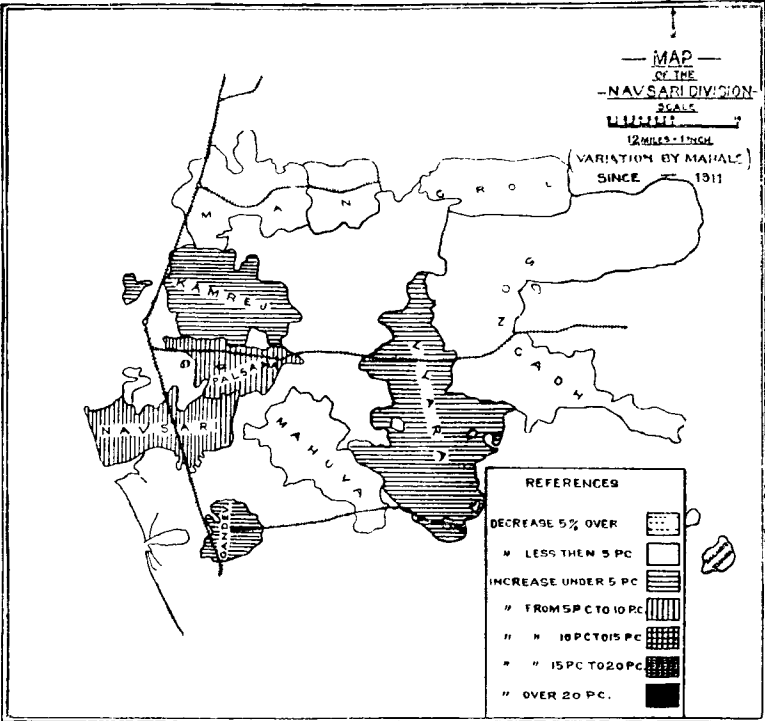 — MAP —
OF THE
-NAVSARI DIVISION-
SCALE
12 MILES = 1 INCH
(VARIATION BY MAHALS)
SINCE — 1911
M A N G R O L
KAMREJ
PALSANA
NAVSARI
MAHUVA
GANDEVI
SONGADH
REFERENCES
DECREASE 5% OVER
" LESS THEN 5 PC
INCREASE UNDER 5 PC
" FROM 5 PC TO 10 P.C.
" " 10 PC TO 15 PC
" " 15 PC TO 20 PC.
" OVER 20 PC.